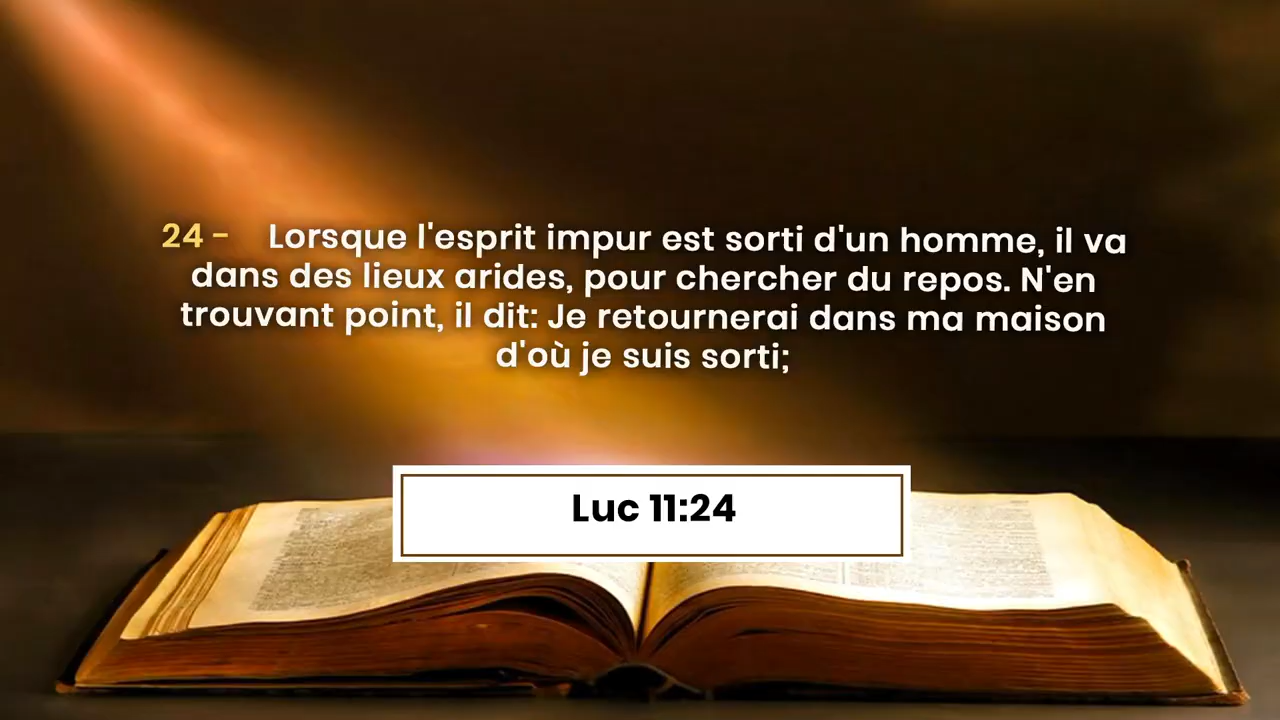 24 - Lorsque l'esprit impur est sorti d'un homme, il va
dans des lieux arides, pour chercher du repos. N'en
trouvant point, il dit: Je retournerai dans ma maison
d'où je suis sorti;
Luc 11:24